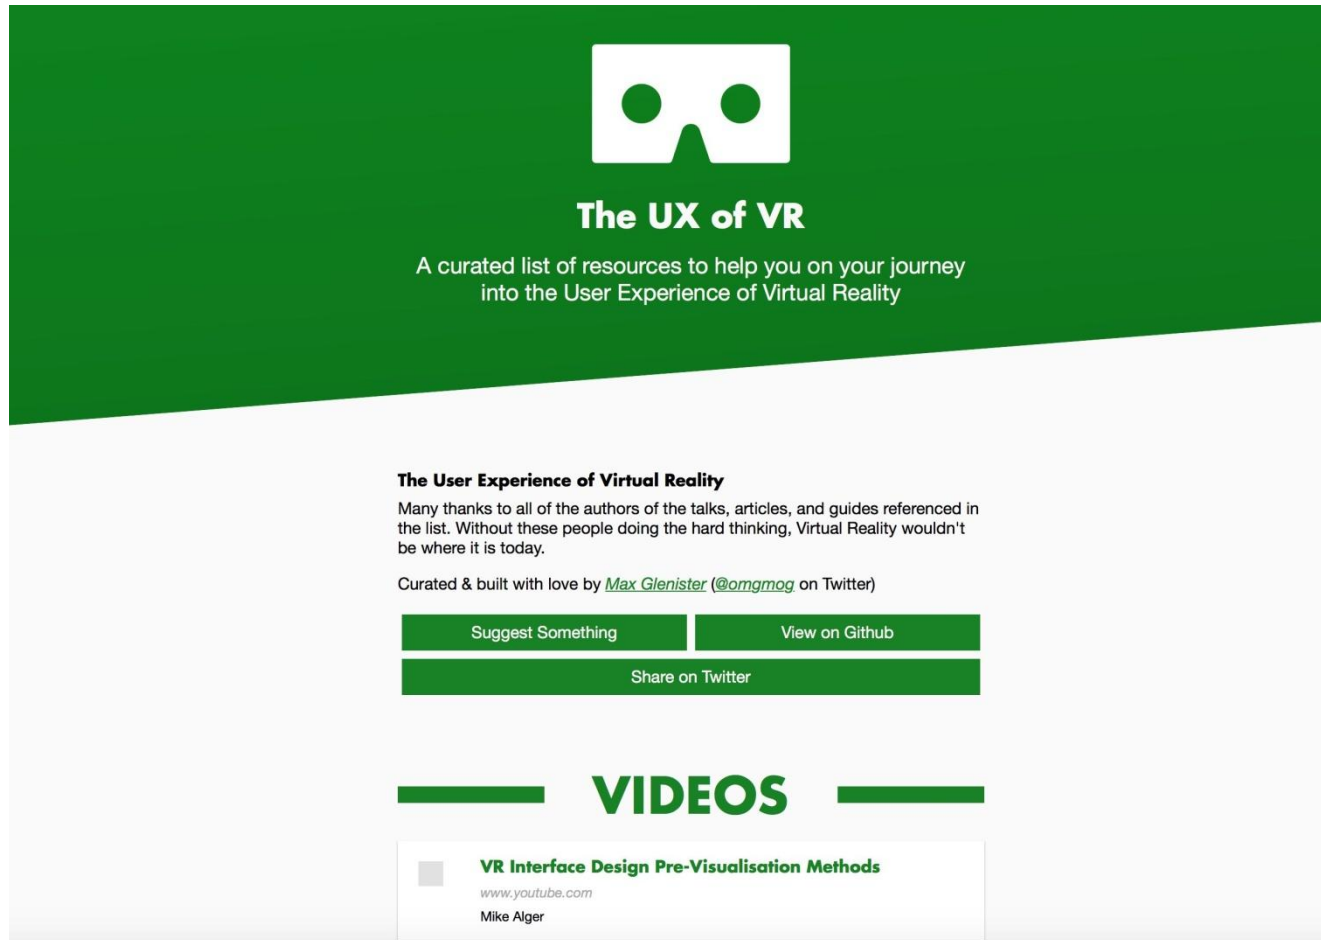 The UX of VR
A curated list of resources to help you on your journey
into the User Experience of Virtual Reality
The User Experience of Virtual Reality
Many thanks to all of the authors of the talks, articles, and guides referenced in
the list. Without these people doing the hard thinking, Virtual Reality wouldn't
be where it is today.
Curated & built with love by Max Glenister (@omgmog on Twitter)
Suggest Something
View on Github
Share on Twitter
VIDEOS
VR Interface Design Pre-Visualisation Methods
www.youtube.com
Mike Alger